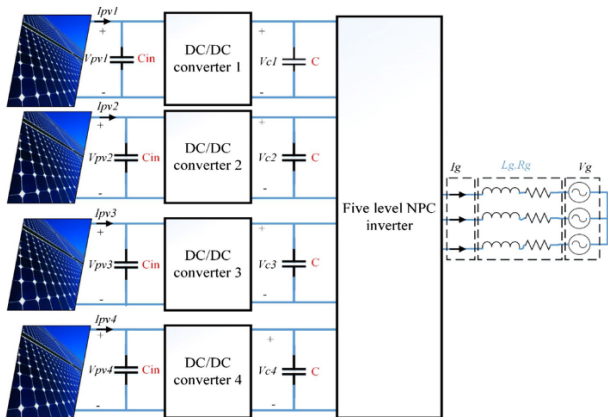 Ipv1
+ +
Vpv1 Cin DC/DC converter 1 Vc1 C
- -
Ipv2
+ +
Vpv2 Cin DC/DC converter 2 Vc2 C
- -
Ipv3
+ +
Vpv3 Cin DC/DC converter 3 Vc3 C
- -
Ipv4
+ +
Vpv4 Cin DC/DC converter 4 Vc4 C
- -
Five level NPC
inverter
Ig Lg.Rg Vg